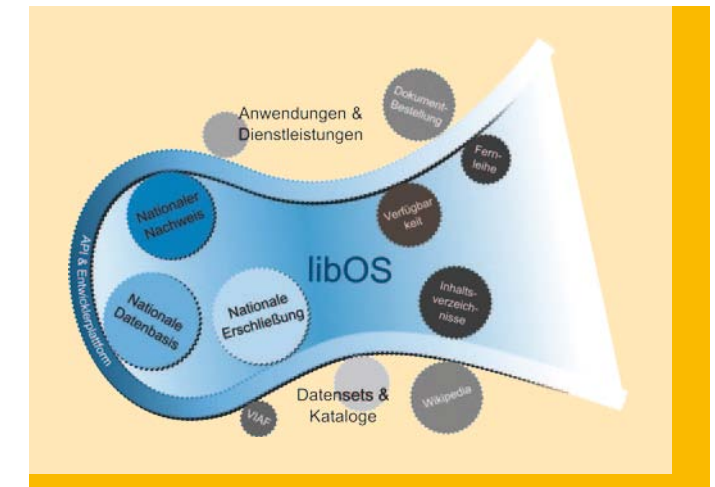 Anwendungen &
Dienstleistungen
Dokument-
Bestellung
Fern-
leihe
Nationaler
Nachweis
Verfügbar
keit
API & Entwicklerplattform
libOS
Nationale
Datenbasis
Nationale
Erschließung
Inhalts-
verzeich-
nisse
Datensets &
Kataloge
VIAF
Wikipedia